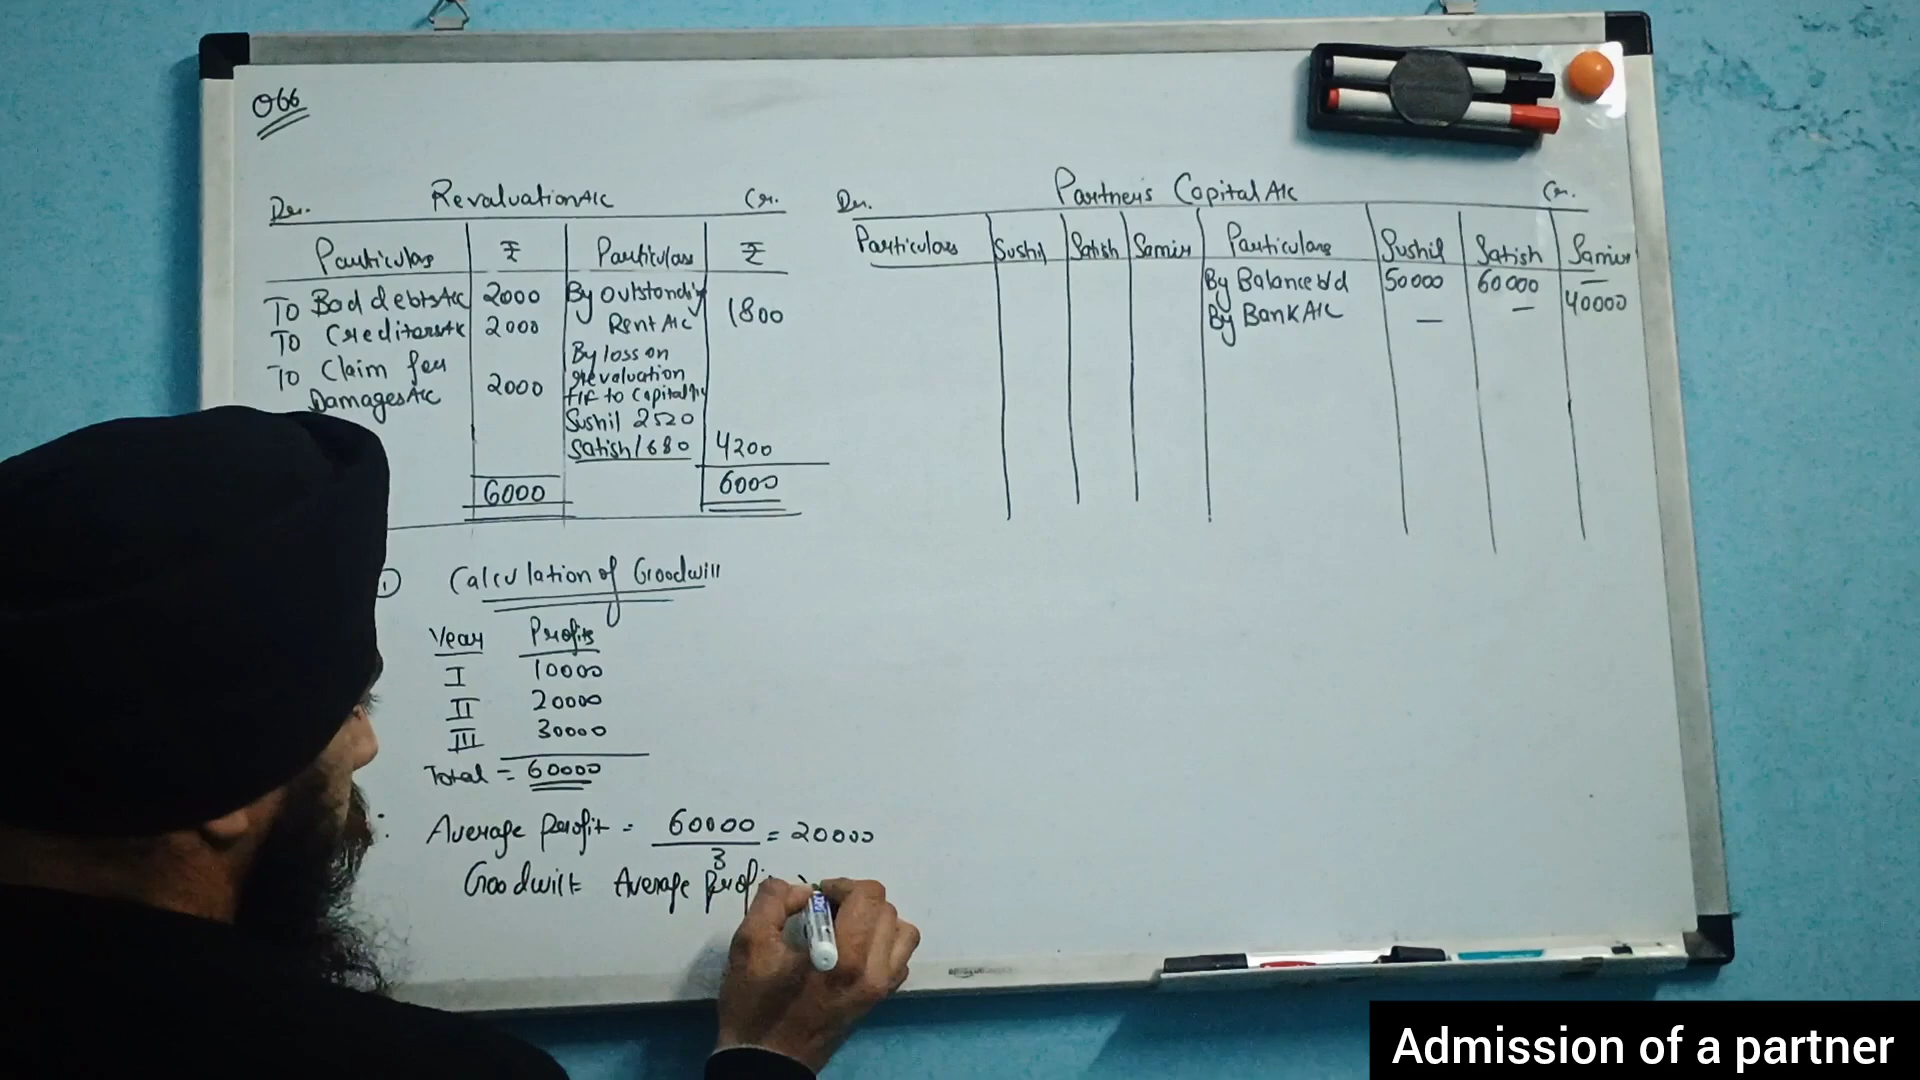 Q66
Dr. Revaluation A/c Cr.
Particulars ₹ Particulars ₹
To Bad debts A/c 2000 By Outstanding
Rent A/c 1800
To Creditors A/c 2000
By loss on
revaluation
t/f to Capital A/c
To Claim for
Damages A/c 2000
Sushil 2520
Satish 1680 4200
6000 6000
Dr. Partner's Capital A/c Cr.
Particulars Sushil Satish Samir Particulars Sushil Satish Samir
By Balance b/d 50000 60000 —
By Bank A/c — — 40000
① Calculation of Goodwill
Year Profits
I 10000
II 20000
III 30000
Total = 60000
Average Profit = 60000 / 3 = 20000
Goodwill = Average Profit
Admission of a partner